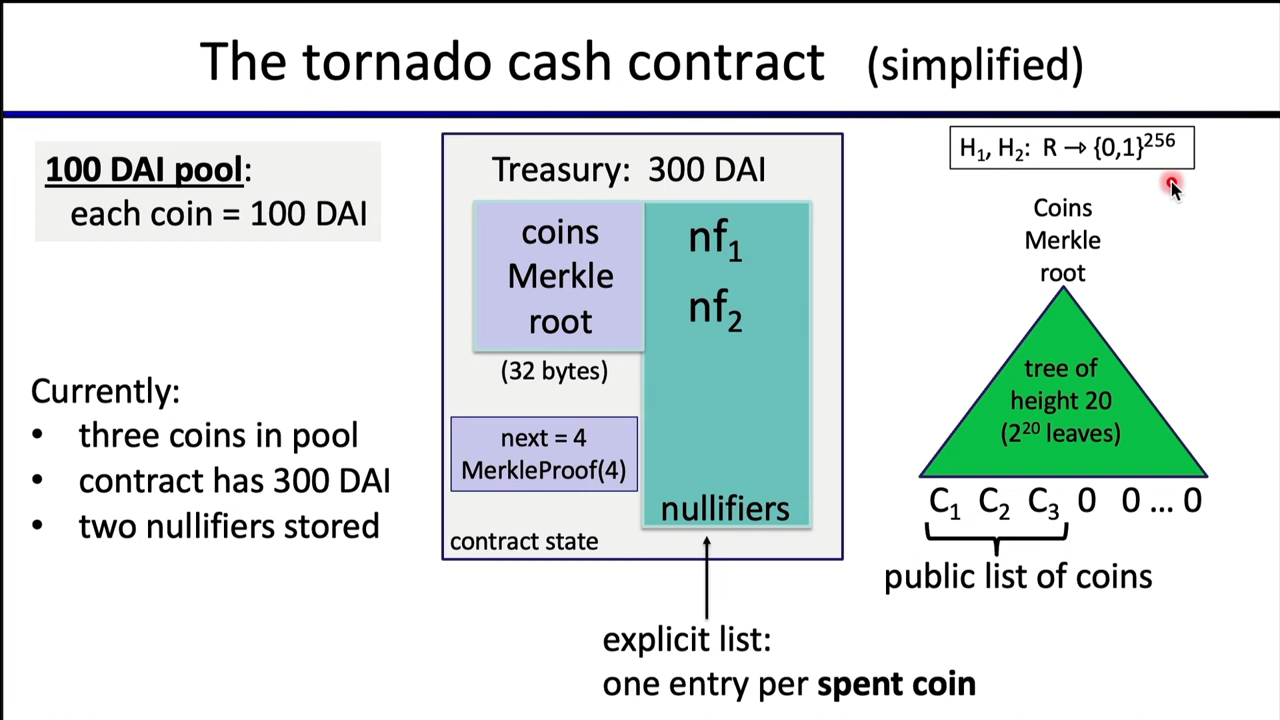 The tornado cash contract (simplified)
100 DAI pool:
each coin = 100 DAI
Currently:
• three coins in pool
• contract has 300 DAI
• two nullifiers stored
Treasury: 300 DAI
coins
Merkle
root
(32 bytes)
next = 4
MerkleProof(4)
contract state
nf₁
nf₂
nullifiers
explicit list:
one entry per spent coin
H₁, H₂: R → {0,1}²⁵⁶
Coins
Merkle
root
tree of
height 20
(2²⁰ leaves)
C₁ C₂ C₃ 0 0 ... 0
public list of coins